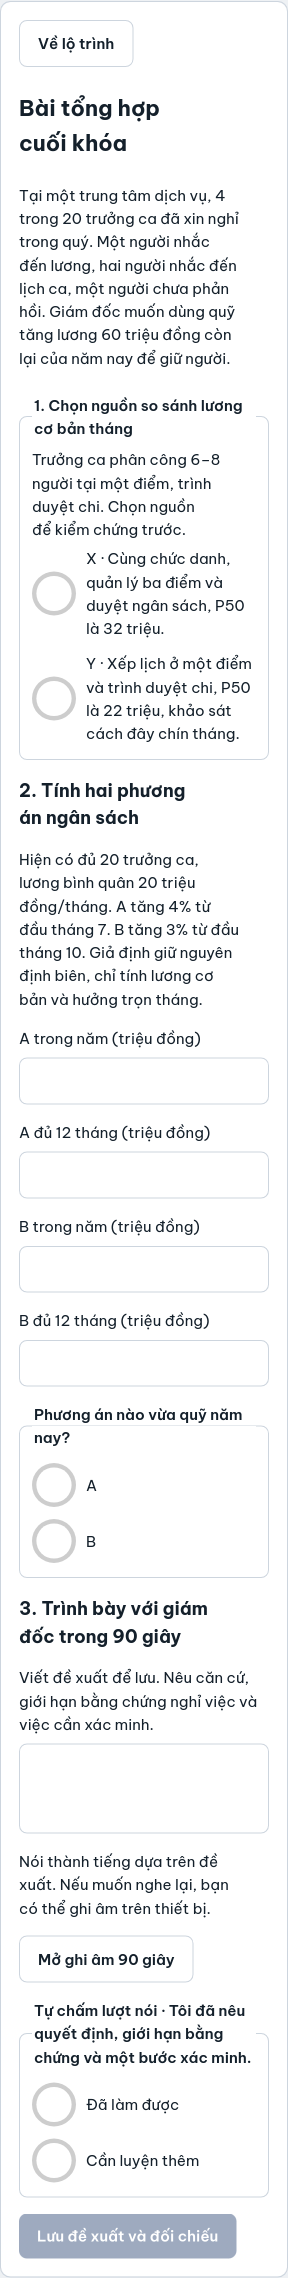 Về lộ trình
Bài tổng hợp
cuối khóa
Tại một trung tâm dịch vụ, 4
trong 20 trưởng ca đã xin nghỉ
trong quý. Một người nhắc
đến lương, hai người nhắc đến
lịch ca, một người chưa phản
hồi. Giám đốc muốn dùng quỹ
tăng lương 60 triệu đồng còn
lại của năm nay để giữ người.
1. Chọn nguồn so sánh lương
cơ bản tháng
Trưởng ca phân công 6–8
người tại một điểm, trình
duyệt chi. Chọn nguồn
để kiểm chứng trước.
X · Cùng chức danh,
quản lý ba điểm và
duyệt ngân sách, P50
là 32 triệu.
Y · Xếp lịch ở một điểm
và trình duyệt chi, P50
là 22 triệu, khảo sát
cách đây chín tháng.
2. Tính hai phương
án ngân sách
Hiện có đủ 20 trưởng ca,
lương bình quân 20 triệu
đồng/tháng. A tăng 4% từ
đầu tháng 7. B tăng 3% từ đầu
tháng 10. Giả định giữ nguyên
định biên, chỉ tính lương cơ
bản và hưởng trọn tháng.
A trong năm (triệu đồng)
A đủ 12 tháng (triệu đồng)
B trong năm (triệu đồng)
B đủ 12 tháng (triệu đồng)
Phương án nào vừa quỹ năm
nay?
A
B
3. Trình bày với giám
đốc trong 90 giây
Viết đề xuất để lưu. Nêu căn cứ,
giới hạn bằng chứng nghỉ việc và
việc cần xác minh.
Nói thành tiếng dựa trên đề
xuất. Nếu muốn nghe lại, bạn
có thể ghi âm trên thiết bị.
Mở ghi âm 90 giây
Tự chấm lượt nói · Tôi đã nêu
quyết định, giới hạn bằng
chứng và một bước xác minh.
Đã làm được
Cần luyện thêm
Lưu đề xuất và đối chiếu